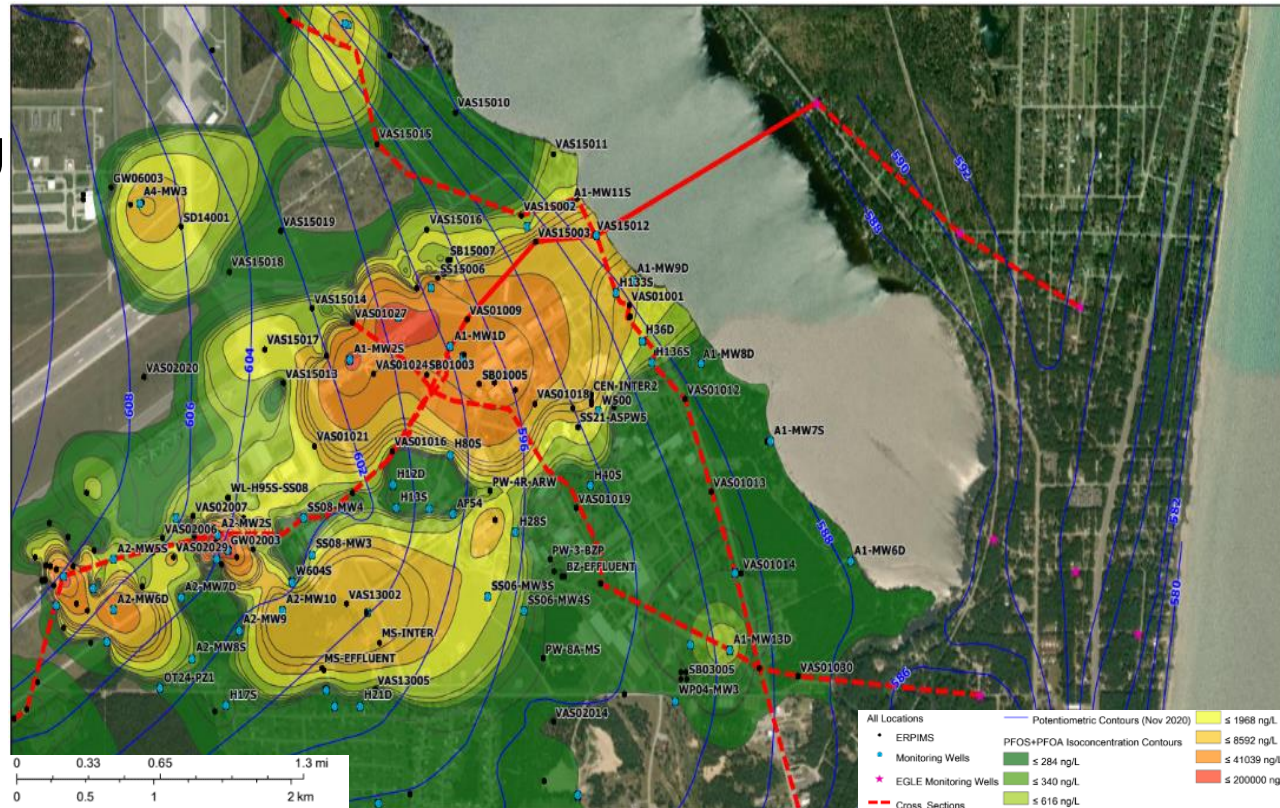 VAS15010
VAS15015
VAS15011
GW06003
A4-MW3
SD14001
A1-MW11S
VAS15002
VAS15012
VAS15003
VAS15016
VAS15019
VAS15018
SB15007
SS15006
A1-MW9D
H133S
VAS01001
VAS15014
VAS01027
VAS01009
A1-MW1D
H36D
H136S
A1-MW8D
VAS15017
A1-MW2S
VAS02020
VAS15013
VAS01024
SB01003
SB01005
CEN-INTER2
W500
VAS01018
SS21-ASPW5
VAS01012
A1-MW7S
VAS01021
VAS01016
H80S
H12D
PW-4R-ARW
H40S
VAS01019
VAS01013
WL-H95S-SS08
SS08-MW4
H13S
AF54
H28S
VAS02007
A2-MW2S
VAS02006
GW02003
A2-MW5S
VAS02029
SS08-MW3
PW-3-BZP
BZ-EFFLUENT
VAS01014
A1-MW6D
A2-MW7D
W604S
A2-MW6D
A2-MW10
VAS13002
SS06-MW3S
SS06-MW4S
A2-MW9
A2-MW8S
MS-INTER
MS-EFFLUENT
PW-8A-MS
A1-MW13D
SB03005
VAS01030
WP04-MW3
OT24-PZ1
H17S
VAS13005
H21D
VAS02014
608
606
604
602
596
588
588
590
592
586
582
580
0 0.33 0.65 1.3 mi
0 0.5 1 2 km
All Locations
ERPIMS
Monitoring Wells
EGLE Monitoring Wells
Cross_Sections
Potentiometric Contours (Nov 2020)
PFOS+PFOA Isoconcentration Contours
≤ 284 ng/L
≤ 340 ng/L
≤ 616 ng/L
≤ 1968 ng/L
≤ 8592 ng/L
≤ 41039 ng/L
≤ 200000 ng